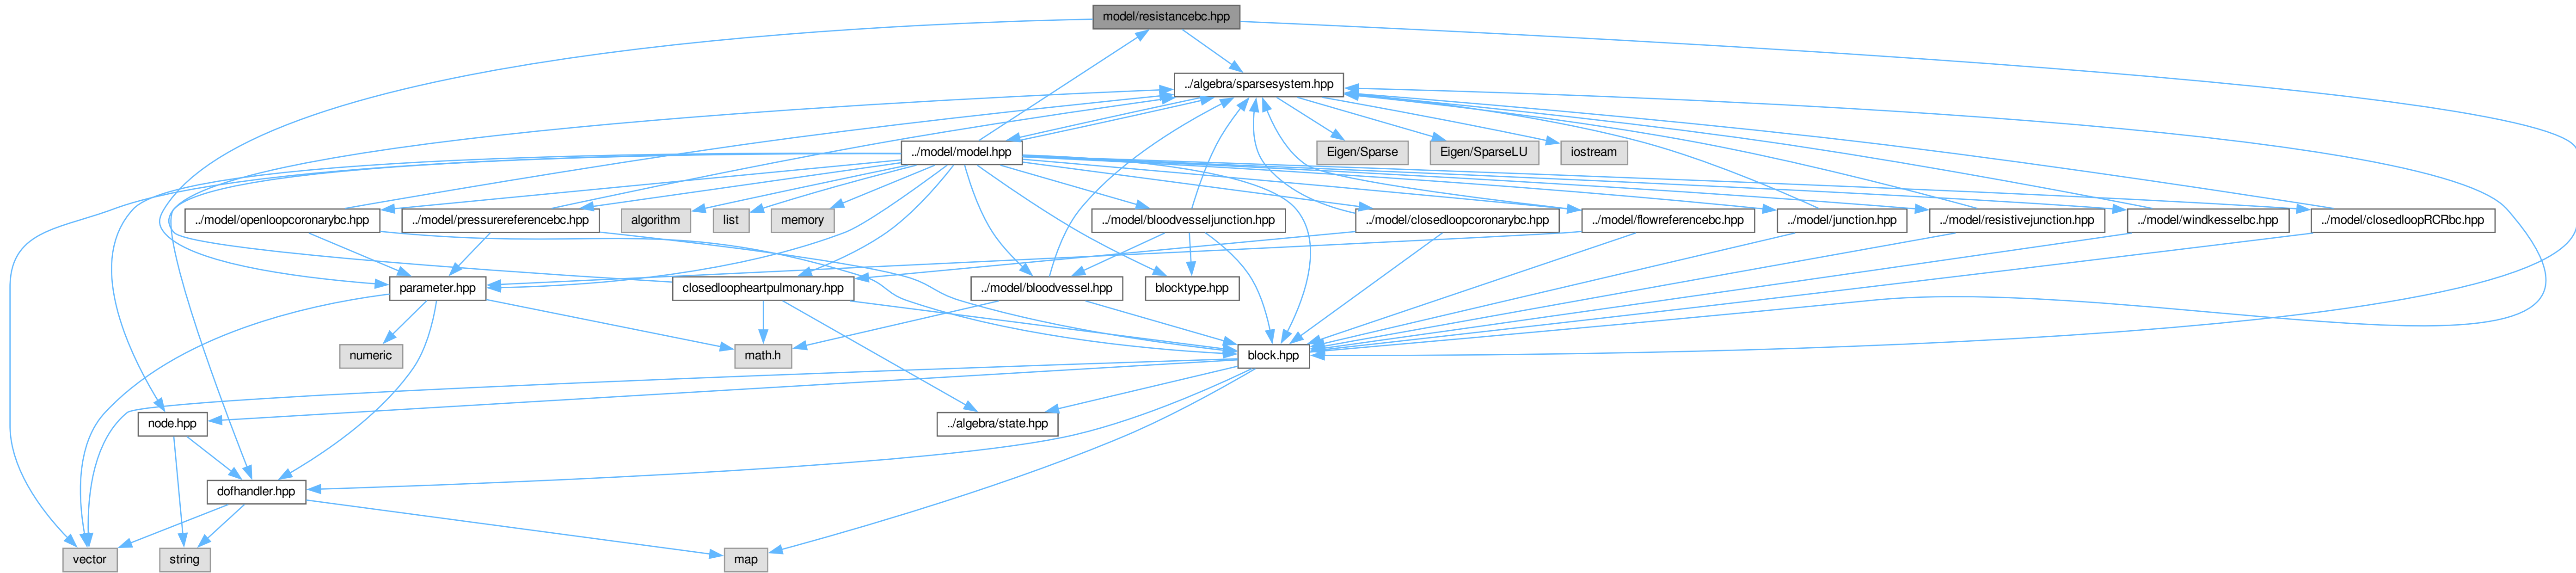 model/resistancebc.hpp
../algebra/sparsesystem.hpp
../model/model.hpp
Eigen/Sparse
Eigen/SparseLU
iostream
../model/openloopcoronarybc.hpp
../model/pressurereferencebc.hpp
algorithm
list
memory
../model/bloodvesseljunction.hpp
../model/closedloopcoronarybc.hpp
../model/flowreferencebc.hpp
../model/junction.hpp
../model/resistivejunction.hpp
../model/windkesselbc.hpp
../model/closedloopRCRbc.hpp
parameter.hpp
closedloopheartpulmonary.hpp
../model/bloodvessel.hpp
blocktype.hpp
numeric
math.h
block.hpp
node.hpp
../algebra/state.hpp
dofhandler.hpp
vector
string
map